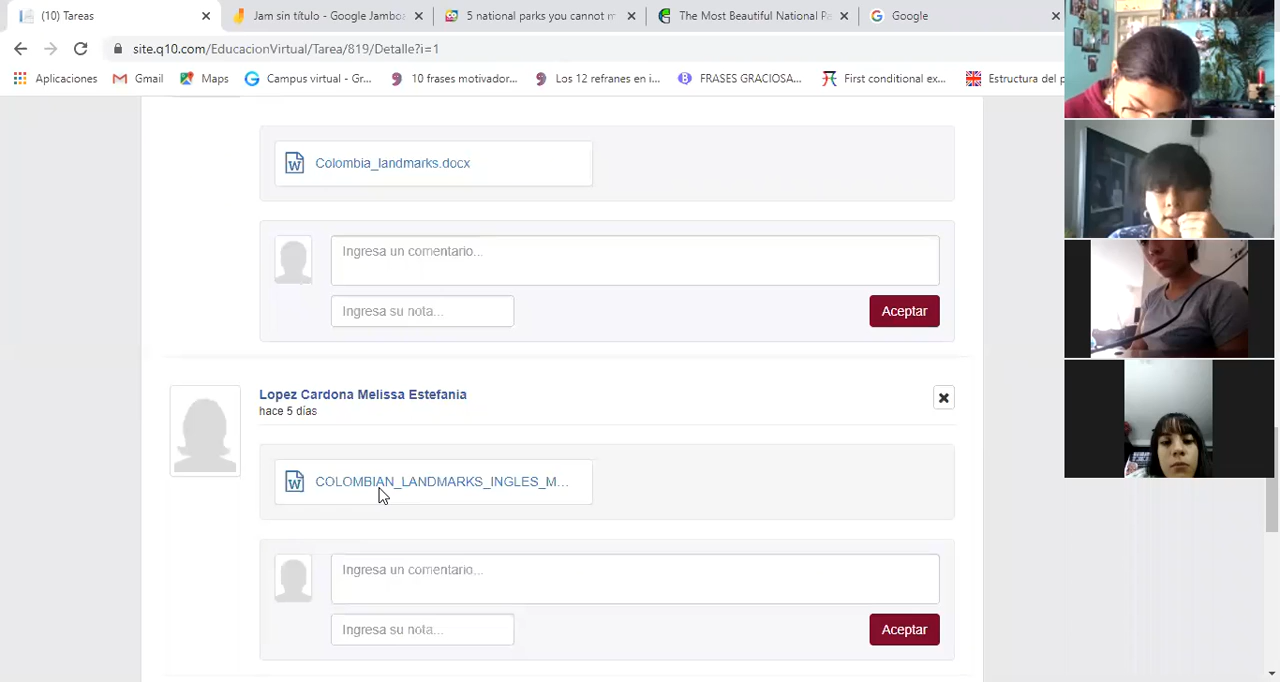 (10) Tareas
Jam sin título - Google Jambo
5 national parks you cannot m
The Most Beautiful National Pa
Google
site.q10.com/EducacionVirtual/Tarea/819/Detalle?i=1
Aplicaciones
Gmail
Maps
Campus virtual - Gr...
10 frases motivador...
Los 12 refranes en i...
FRASES GRACIOSA...
First conditional ex...
Estructura del p
Colombia_landmarks.docx
Ingresa un comentario...
Ingresa su nota...
Aceptar
Lopez Cardona Melissa Estefania
hace 5 días
COLOMBIAN_LANDMARKS_INGLES_M...
Ingresa un comentario...
Ingresa su nota...
Aceptar